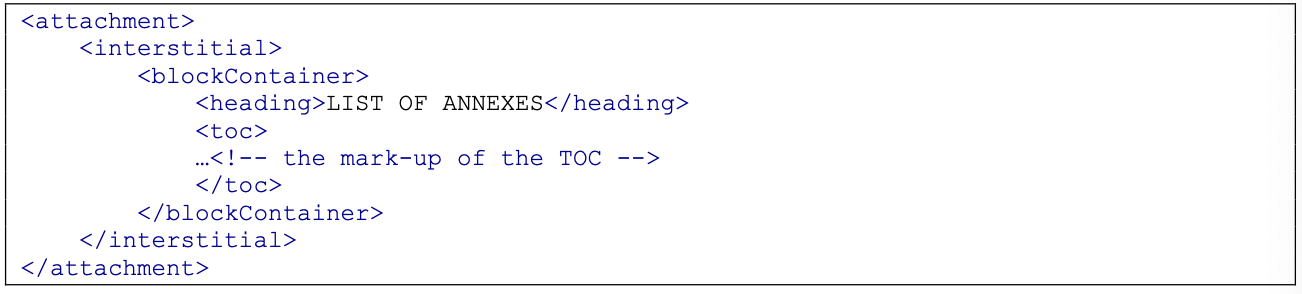 <attachment>
    <interstitial>
        <blockContainer>
            <heading>LIST OF ANNEXES</heading>
            <toc>
            …<!-- the mark-up of the TOC -->
            </toc>
        </blockContainer>
    </interstitial>
</attachment>